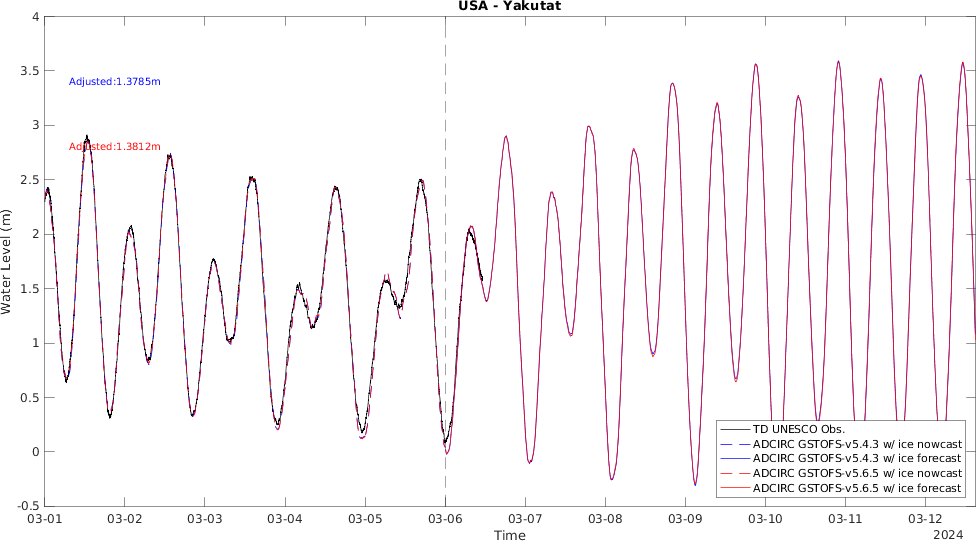 USA - Yakutat
4
3.5
3
2.5
2
1.5
1
0.5
0
-0.5
Water Level (m)
Adjusted:1.3785m
Adjusted:1.3812m
TD UNESCO Obs.
ADCIRC GSTOFS-v5.4.3 w/ ice nowcast
ADCIRC GSTOFS-v5.4.3 w/ ice forecast
ADCIRC GSTOFS-v5.6.5 w/ ice nowcast
ADCIRC GSTOFS-v5.6.5 w/ ice forecast
03-01 03-02 03-03 03-04 03-05 03-06 03-07 03-08 03-09 03-10 03-11 03-12
Time
2024